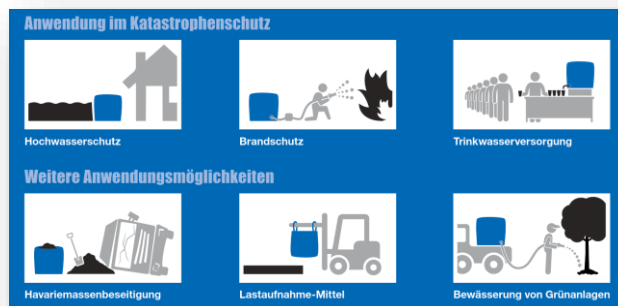 Anwendung im Katastrophenschutz
Hochwasserschutz
Brandschutz
Trinkwasserversorgung
Weitere Anwendungsmöglichkeiten
Havariemassenbeseitigung
Lastaufnahme-Mittel
Bewässerung von Grünanlagen